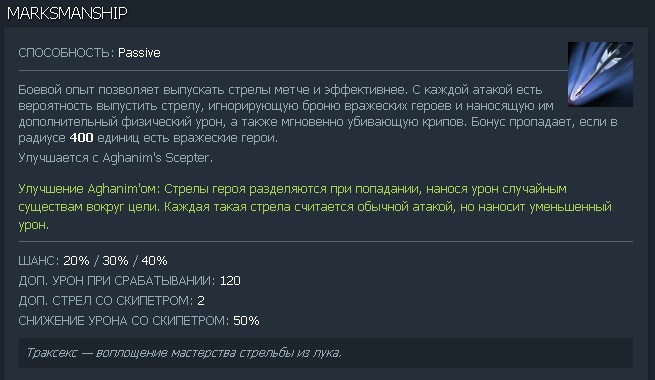 MARKSMANSHIP
СПОСОБНОСТЬ: Passive
Боевой опыт позволяет выпускать стрелы метче и эффективнее. С каждой атакой есть
вероятность выпустить стрелу, игнорирующую броню вражеских героев и наносящую им
дополнительный физический урон, а также мгновенно убивающую крипов. Бонус пропадает, если в
радиусе 400 единиц есть вражеские герои.
Улучшается с Aghanim's Scepter.
Улучшение Aghanim'ом: Стрелы героя разделяются при попадании, нанося урон случайным
существам вокруг цели. Каждая такая стрела считается обычной атакой, но наносит уменьшенный
урон.
ШАНС: 20% / 30% / 40%
ДОП. УРОН ПРИ СРАБАТЫВАНИИ: 120
ДОП. СТРЕЛ СО СКИПЕТРОМ: 2
СНИЖЕНИЕ УРОНА СО СКИПЕТРОМ: 50%
Траксекс — воплощение мастерства стрельбы из лука.